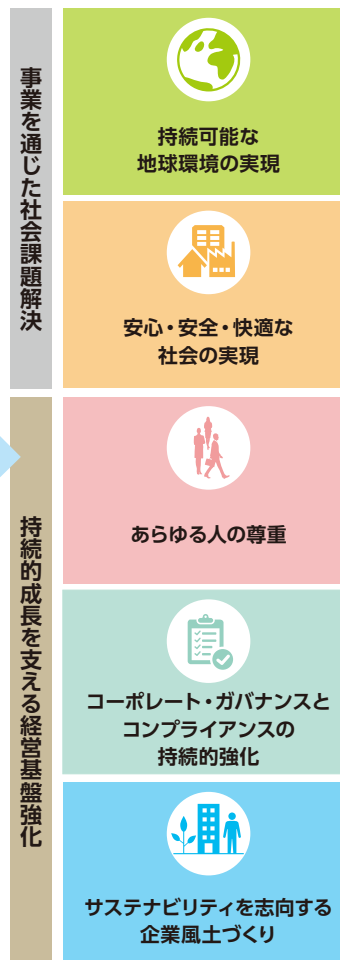 事業を通じた社会課題解決
持続可能な
地球環境の実現
安心・安全・快適な
社会の実現
持続的成長を支える経営基盤強化
あらゆる人の尊重
コーポレート・ガバナンスと
コンプライアンスの
持続的強化
サステナビリティを志向する
企業風土づくり